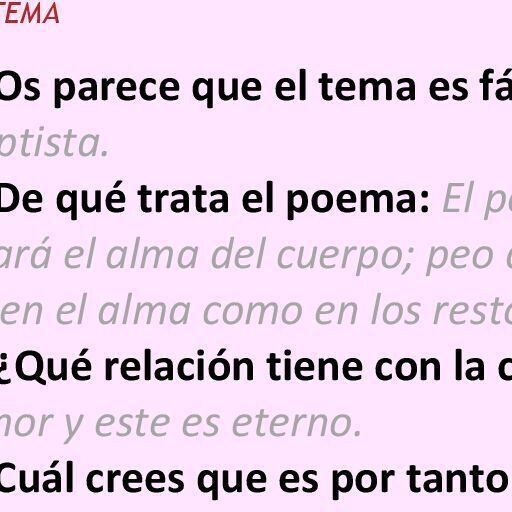 TEMA
Os parece que el tema es fá
ptista.
De qué trata el poema: El p
ará el alma del cuerpo; peo
en el alma como en los rest
¿Qué relación tiene con la
mor y este es eterno.
Cuál crees que es por tanto